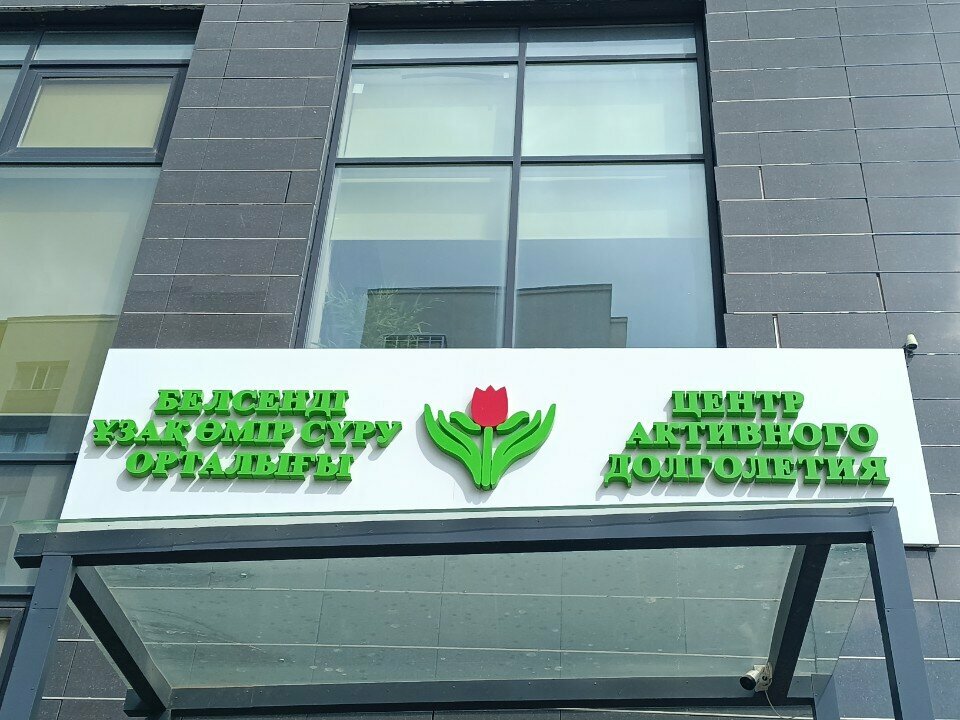 БЕЛСЕНДІ
ҰЗАҚ ӨМІР СҮРУ
ОРТАЛЫҒЫ
ЦЕНТР
АКТИВНОГО
ДОЛГОЛЕТИЯ